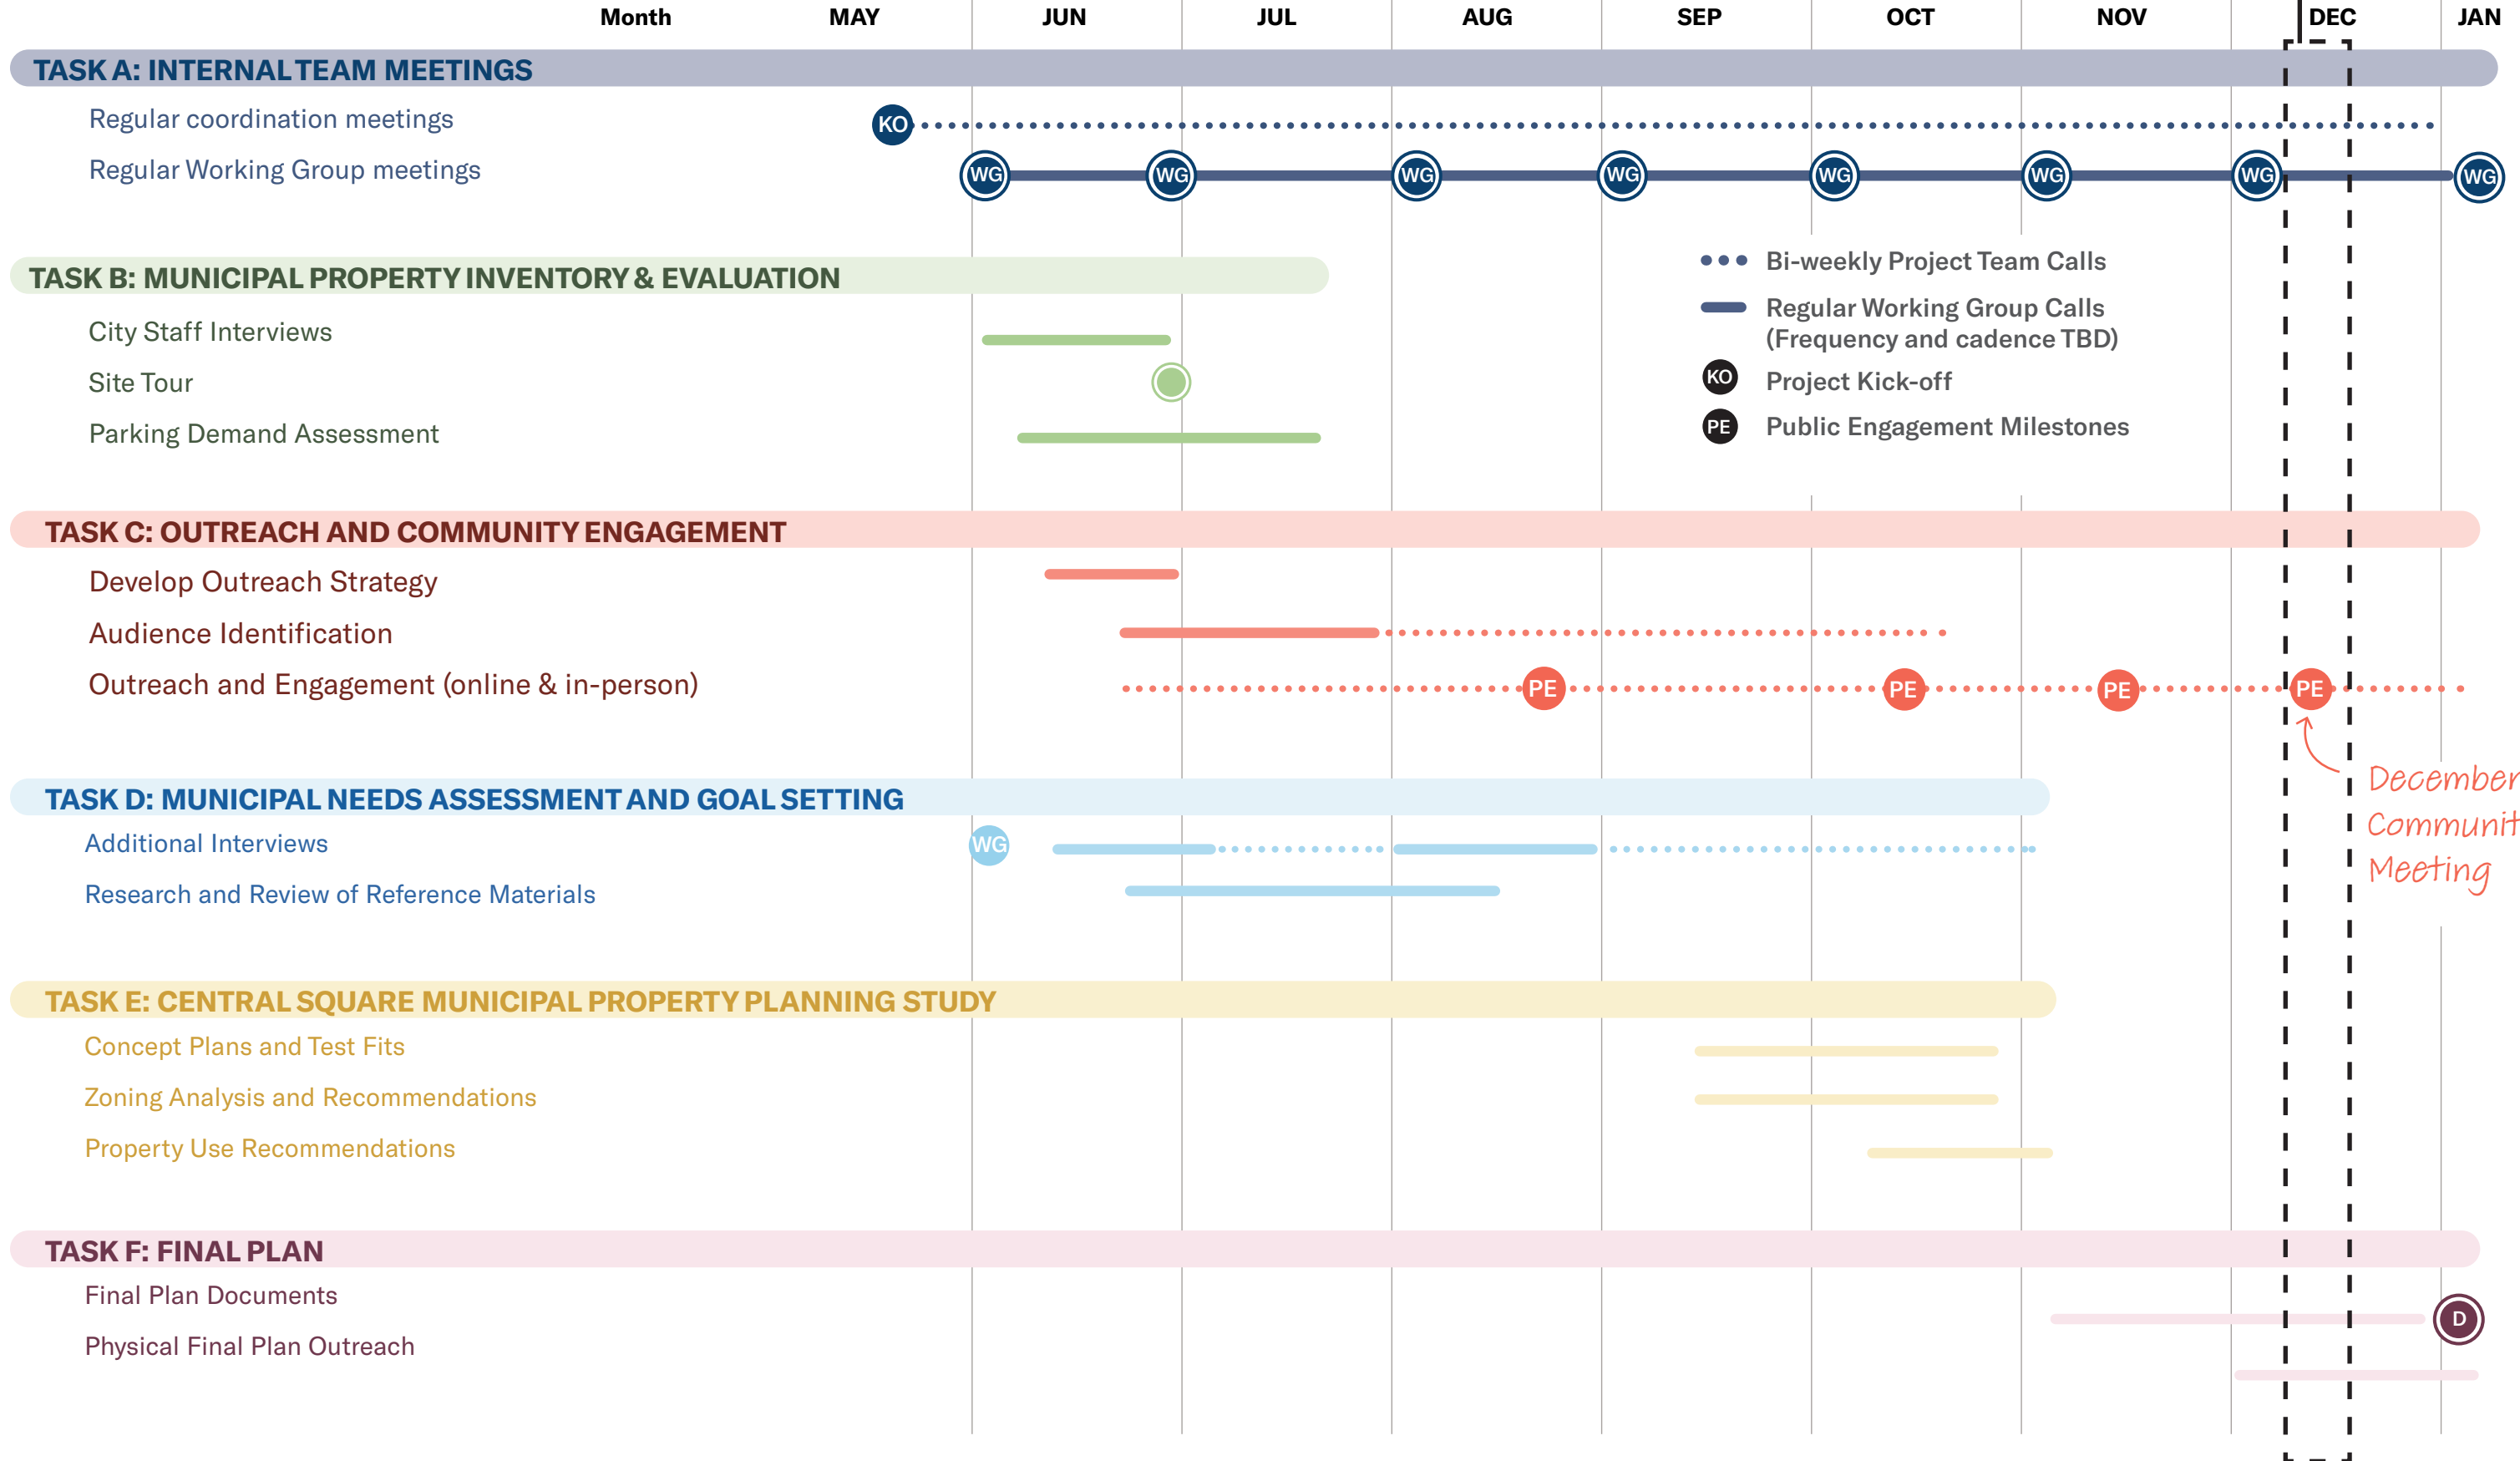 Month MAY JUN JUL AUG SEP OCT NOV DEC JAN
TASK A: INTERNAL TEAM MEETINGS
Regular coordination meetings
KO
Regular Working Group meetings
WG WG WG WG WG WG WG WG
Bi-weekly Project Team Calls
Regular Working Group Calls
(Frequency and cadence TBD)
KO Project Kick-off
PE Public Engagement Milestones
TASK B: MUNICIPAL PROPERTY INVENTORY & EVALUATION
City Staff Interviews
Site Tour
Parking Demand Assessment
TASK C: OUTREACH AND COMMUNITY ENGAGEMENT
Develop Outreach Strategy
Audience Identification
Outreach and Engagement (online & in-person)
PE PE PE PE
December
Communit
Meeting
TASK D: MUNICIPAL NEEDS ASSESSMENT AND GOAL SETTING
Additional Interviews
WG
Research and Review of Reference Materials
TASK E: CENTRAL SQUARE MUNICIPAL PROPERTY PLANNING STUDY
Concept Plans and Test Fits
Zoning Analysis and Recommendations
Property Use Recommendations
TASK F: FINAL PLAN
Final Plan Documents
D
Physical Final Plan Outreach